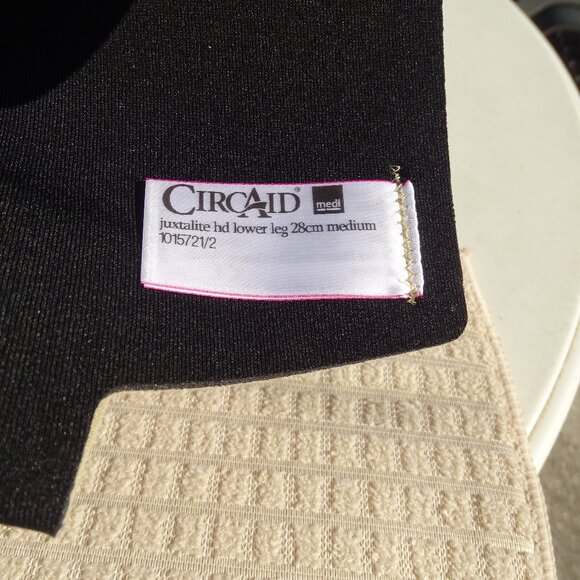 CIRCAID® medi
juxtalite hd lower leg 28cm medium
1015721/2